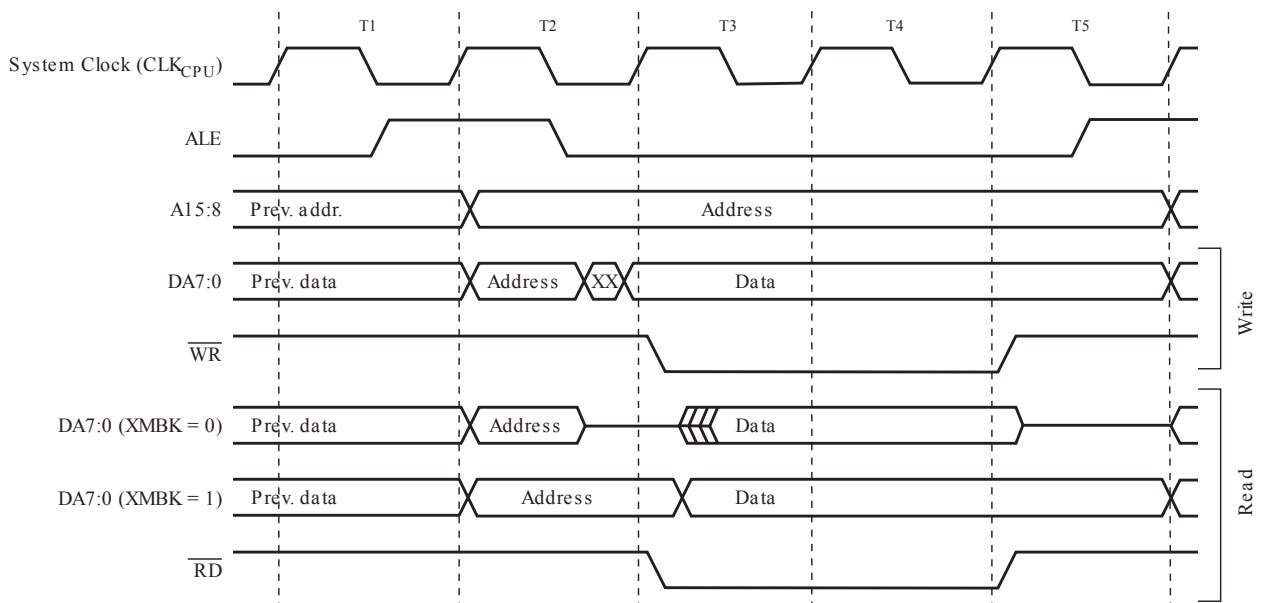 T1 T2 T3 T4 T5
System Clock (CLKCPU)
ALE
A15:8 Prev. addr. Address
DA7:0 Prev. data Address XX Data
WR
Write
DA7:0 (XMBK = 0) Prev. data Address Data
DA7:0 (XMBK = 1) Prev. data Address Data
RD
Read